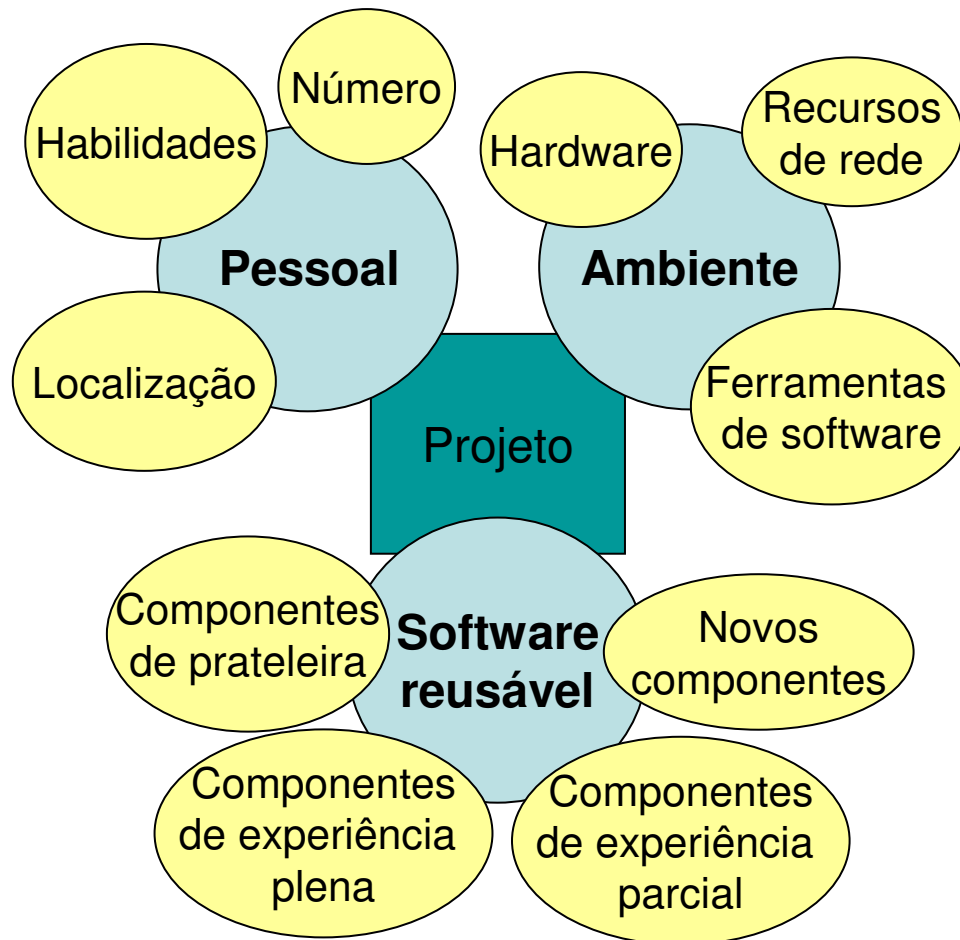 Número
Habilidades
Pessoal
Localização
Hardware
Recursos
de rede
Ambiente
Ferramentas
de software
Projeto
Componentes
de prateleira
Software
reusável
Novos
componentes
Componentes
de experiência
plena
Componentes
de experiência
parcial